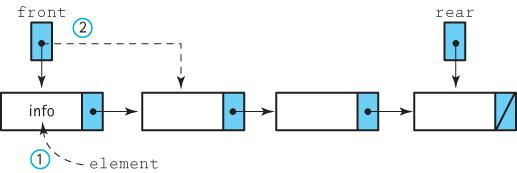 front
rear
2
info
1
element